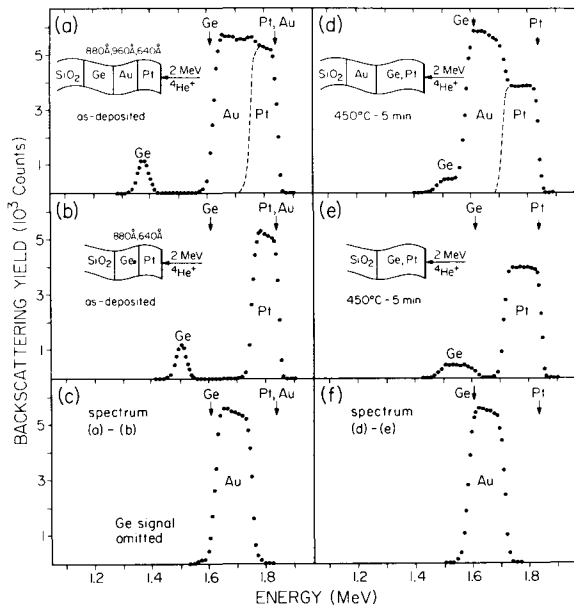 (a)
Ge
Pt, Au
880Å, 960Å, 640Å
SiO2 Ge Au Pt
2 MeV
4He+
as-deposited
Ge
Au
Pt
5
3
1
(b)
Ge
Pt, Au
880Å, 640Å
SiO2 Ge Pt
2 MeV
4He+
as-deposited
Ge
Pt
5
3
1
(c)
Ge
Pt, Au
spectrum
(a) - (b)
Au
Ge signal
omitted
5
3
1
1.2 1.4 1.6 1.8
(d)
Ge
Pt
SiO2 Au Ge, Pt
2 MeV
4He+
450°C - 5 min
Ge
Au
Pt
(e)
Ge
Pt
SiO2 Ge, Pt
2 MeV
4He+
450°C - 5 min
Ge
Pt
(f)
Ge
Pt
spectrum
(d) - (e)
Au
1.2 1.4 1.6 1.8
BACKSCATTERING YIELD (10³ Counts)
ENERGY (MeV)